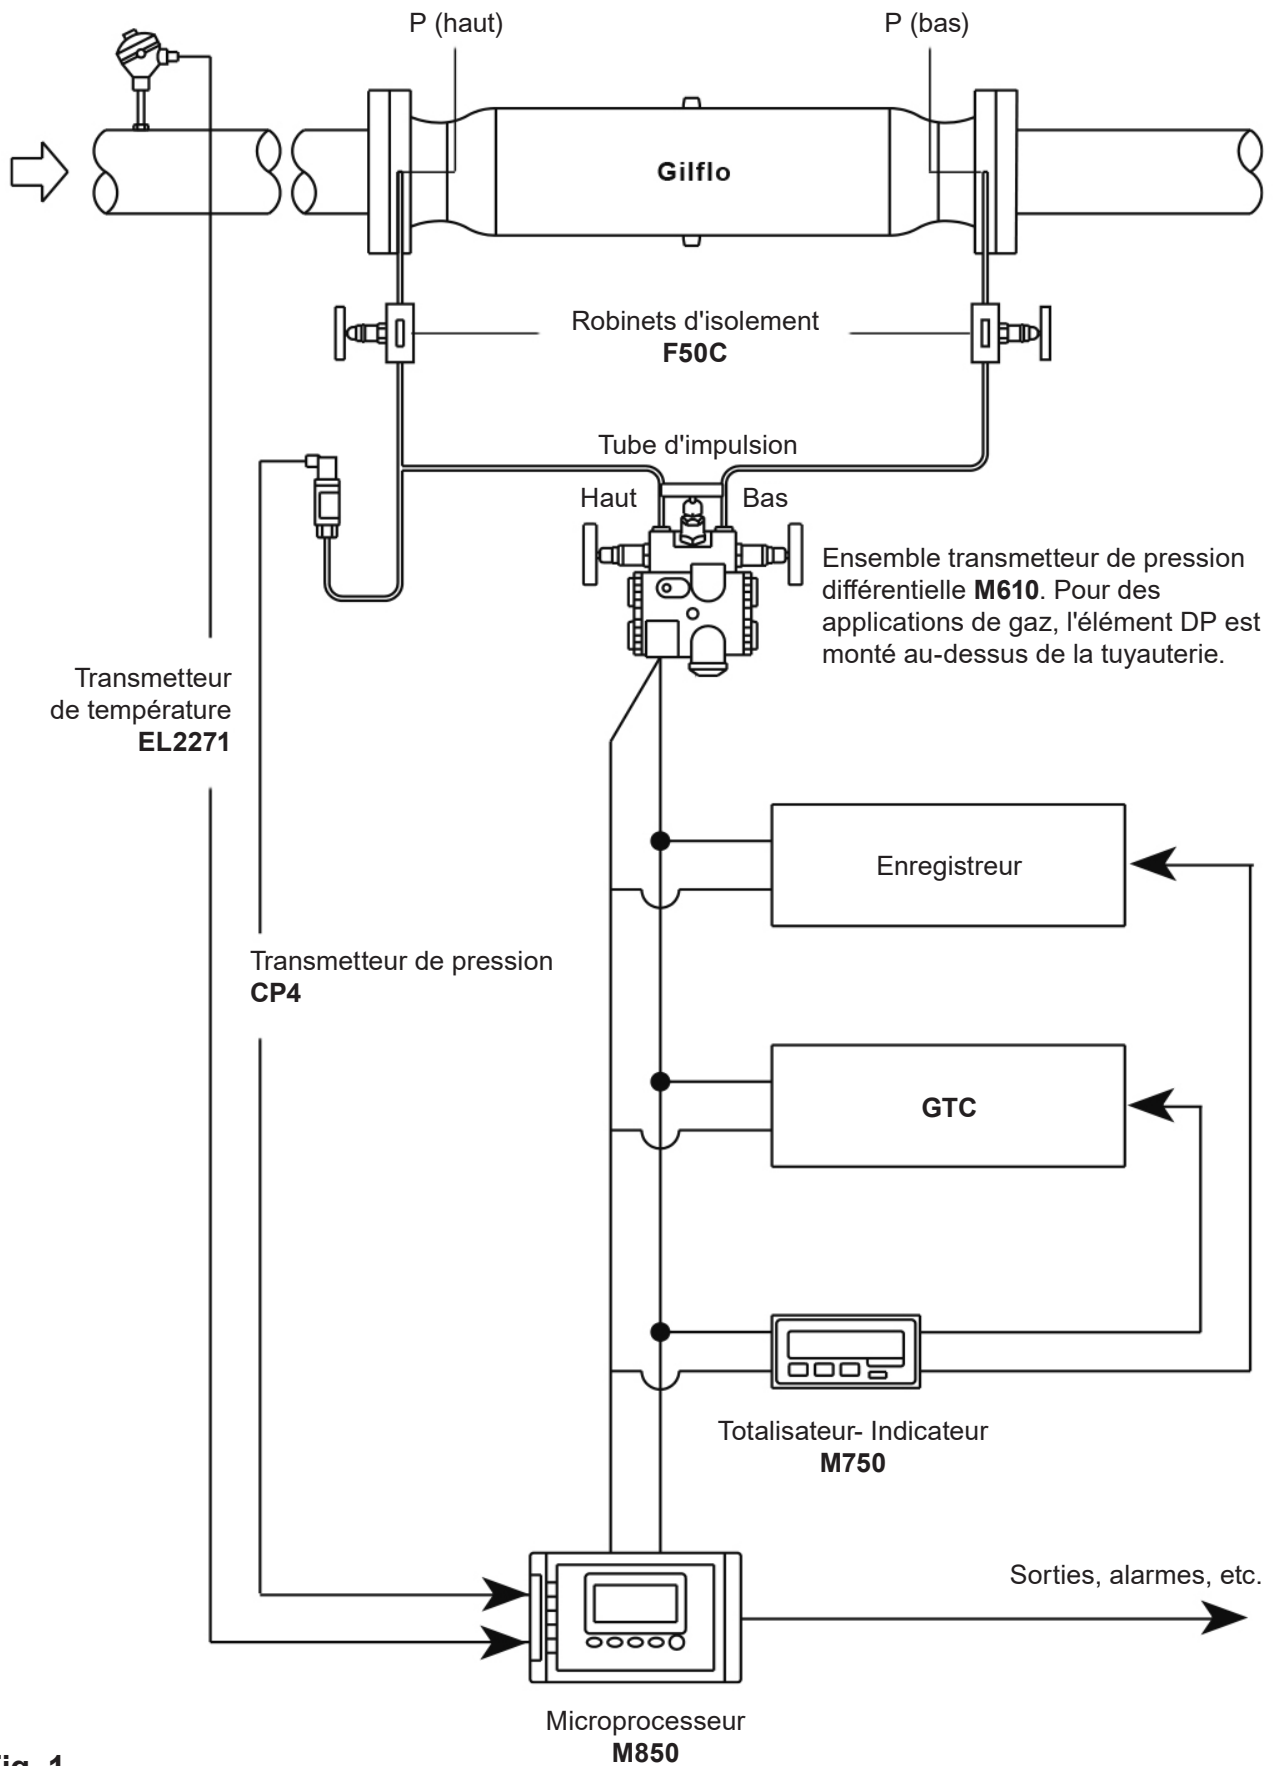 P (haut)
P (bas)
Gilflo
Robinets d'isolement
F50C
Tube d'impulsion
Haut
Bas
Ensemble transmetteur de pression
différentielle M610. Pour des
applications de gaz, l'élément DP est
monté au-dessus de la tuyauterie.
Transmetteur
de température
EL2271
Enregistreur
Transmetteur de pression
CP4
GTC
Totalisateur- Indicateur
M750
Sorties, alarmes, etc.
Microprocesseur
M850